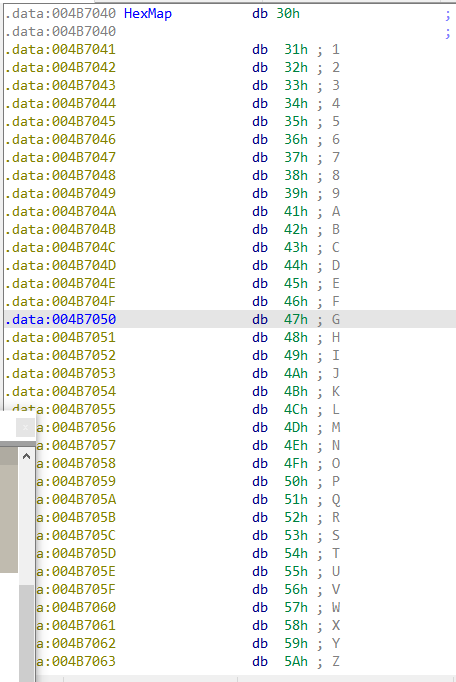 .data:004B7040 HexMap db 30h ;
.data:004B7040 ;
.data:004B7041 db 31h ; 1
.data:004B7042 db 32h ; 2
.data:004B7043 db 33h ; 3
.data:004B7044 db 34h ; 4
.data:004B7045 db 35h ; 5
.data:004B7046 db 36h ; 6
.data:004B7047 db 37h ; 7
.data:004B7048 db 38h ; 8
.data:004B7049 db 39h ; 9
.data:004B704A db 41h ; A
.data:004B704B db 42h ; B
.data:004B704C db 43h ; C
.data:004B704D db 44h ; D
.data:004B704E db 45h ; E
.data:004B704F db 46h ; F
.data:004B7050 db 47h ; G
.data:004B7051 db 48h ; H
.data:004B7052 db 49h ; I
.data:004B7053 db 4Ah ; J
.data:004B7054 db 4Bh ; K
.data:004B7055 db 4Ch ; L
a:004B7056 db 4Dh ; M
a:004B7057 db 4Eh ; N
a:004B7058 db 4Fh ; O
a:004B7059 db 50h ; P
a:004B705A db 51h ; Q
a:004B705B db 52h ; R
a:004B705C db 53h ; S
a:004B705D db 54h ; T
a:004B705E db 55h ; U
a:004B705F db 56h ; V
a:004B7060 db 57h ; W
a:004B7061 db 58h ; X
a:004B7062 db 59h ; Y
a:004B7063 db 5Ah ; Z